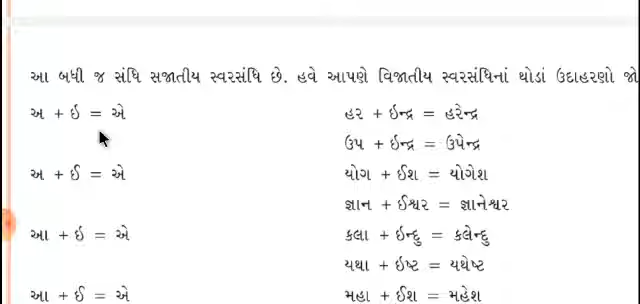 આ બધી જ સંધિ સજાતીય સ્વરસંધિ છે. હવે આપણે વિજાતીય સ્વરસંધિનાં થોડાં ઉદાહરણો જો
અ + ઇ = એ હર + ઇન્દ્ર = હરેન્દ્ર
ઉપ + ઇન્દ્ર = ઉપેન્દ્ર
અ + ઈ = એ યોગ + ઈશ = યોગેશ
જ્ઞાન + ઈશ્વર = જ્ઞાનેશ્વર
આ + ઇ = એ કલા + ઇન્દુ = કલેન્દુ
યથા + ઇષ્ટ = યથેષ્ટ
આ + ઈ = એ મહા + ઈશ = મહેશ